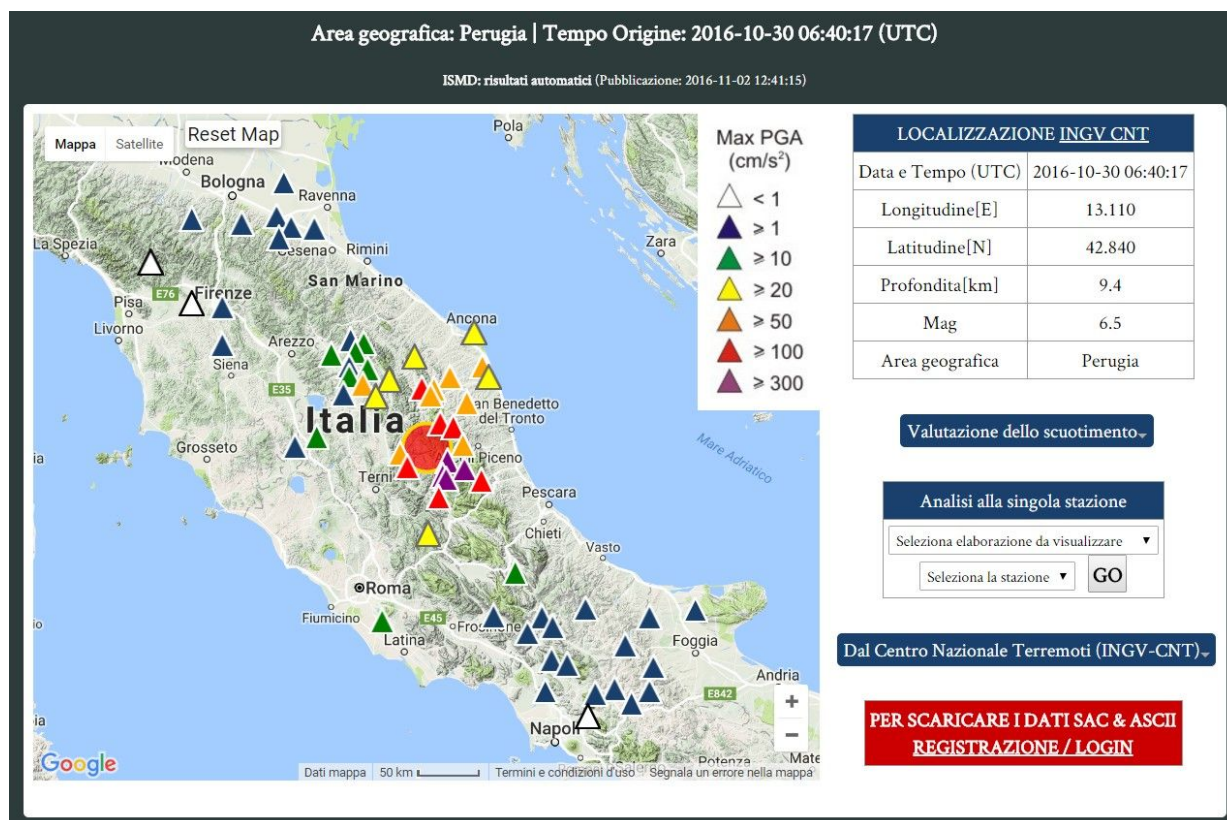 Area geografica: Perugia | Tempo Origine: 2016-10-30 06:40:17 (UTC)
ISMD: risultati automatici (Pubblicazione: 2016-11-02 12:41:15)
Mappa
Satellite
Reset Map
Pola
Modena
Bologna
Ravenna
La Spezia
Cesena
Rimini
Zara
San Marino
E76
Firenze
Pisa
Livorno
Ancona
Arezzo
Siena
E35
San Benedetto
del Tronto
Italia
Grosseto
Piceno
Mare Adriatico
Terni
Pescara
Chieti
Vasto
Roma
Fiumicino
E45
Frosinone
Latina
Foggia
Andria
E842
Napoli
Salerno
Potenza
Mate
+
−
Google
Dati mappa
50 km
Termini e condizioni d'uso
Segnala un errore nella mappa
Max PGA
(cm/s²)
< 1
⩾ 1
⩾ 10
⩾ 20
⩾ 50
⩾ 100
⩾ 300
LOCALIZZAZIONE INGV CNT
Data e Tempo (UTC) 2016-10-30 06:40:17
Longitudine[E] 13.110
Latitudine[N] 42.840
Profondita[km] 9.4
Mag 6.5
Area geografica Perugia
Valutazione dello scuotimento
Analisi alla singola stazione
Seleziona elaborazione da visualizzare
Seleziona la stazione
GO
Dal Centro Nazionale Terremoti (INGV-CNT)
PER SCARICARE I DATI SAC & ASCII
REGISTRAZIONE / LOGIN